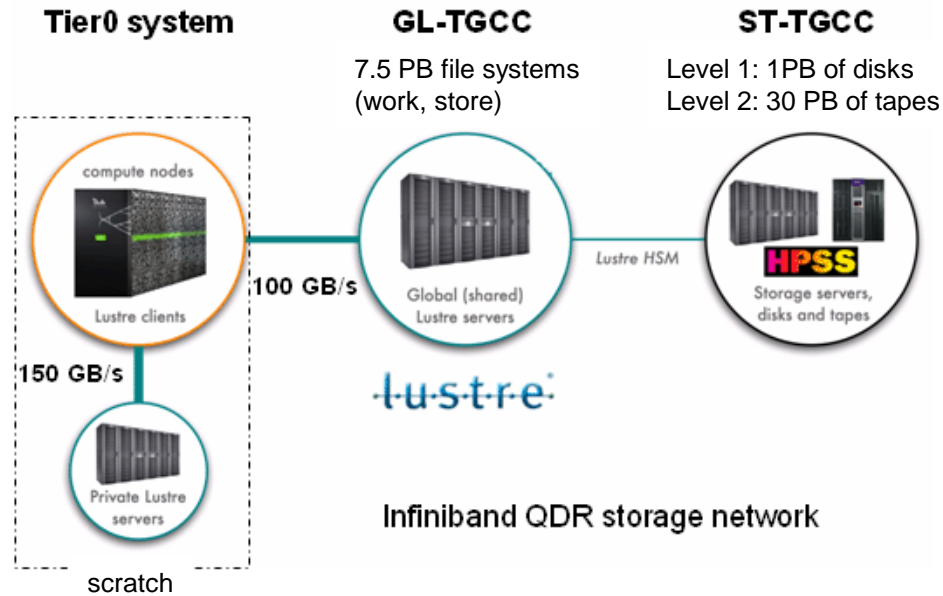 Tier0 system
GL-TGCC
ST-TGCC
7.5 PB file systems
(work, store)
Level 1: 1PB of disks
Level 2: 30 PB of tapes
compute nodes
Lustre clients
100 GB/s
Global (shared)
Lustre servers
Lustre HSM
HPSS
Storage servers,
disks and tapes
150 GB/s
lustre
Private Lustre
servers
Infiniband QDR storage network
scratch